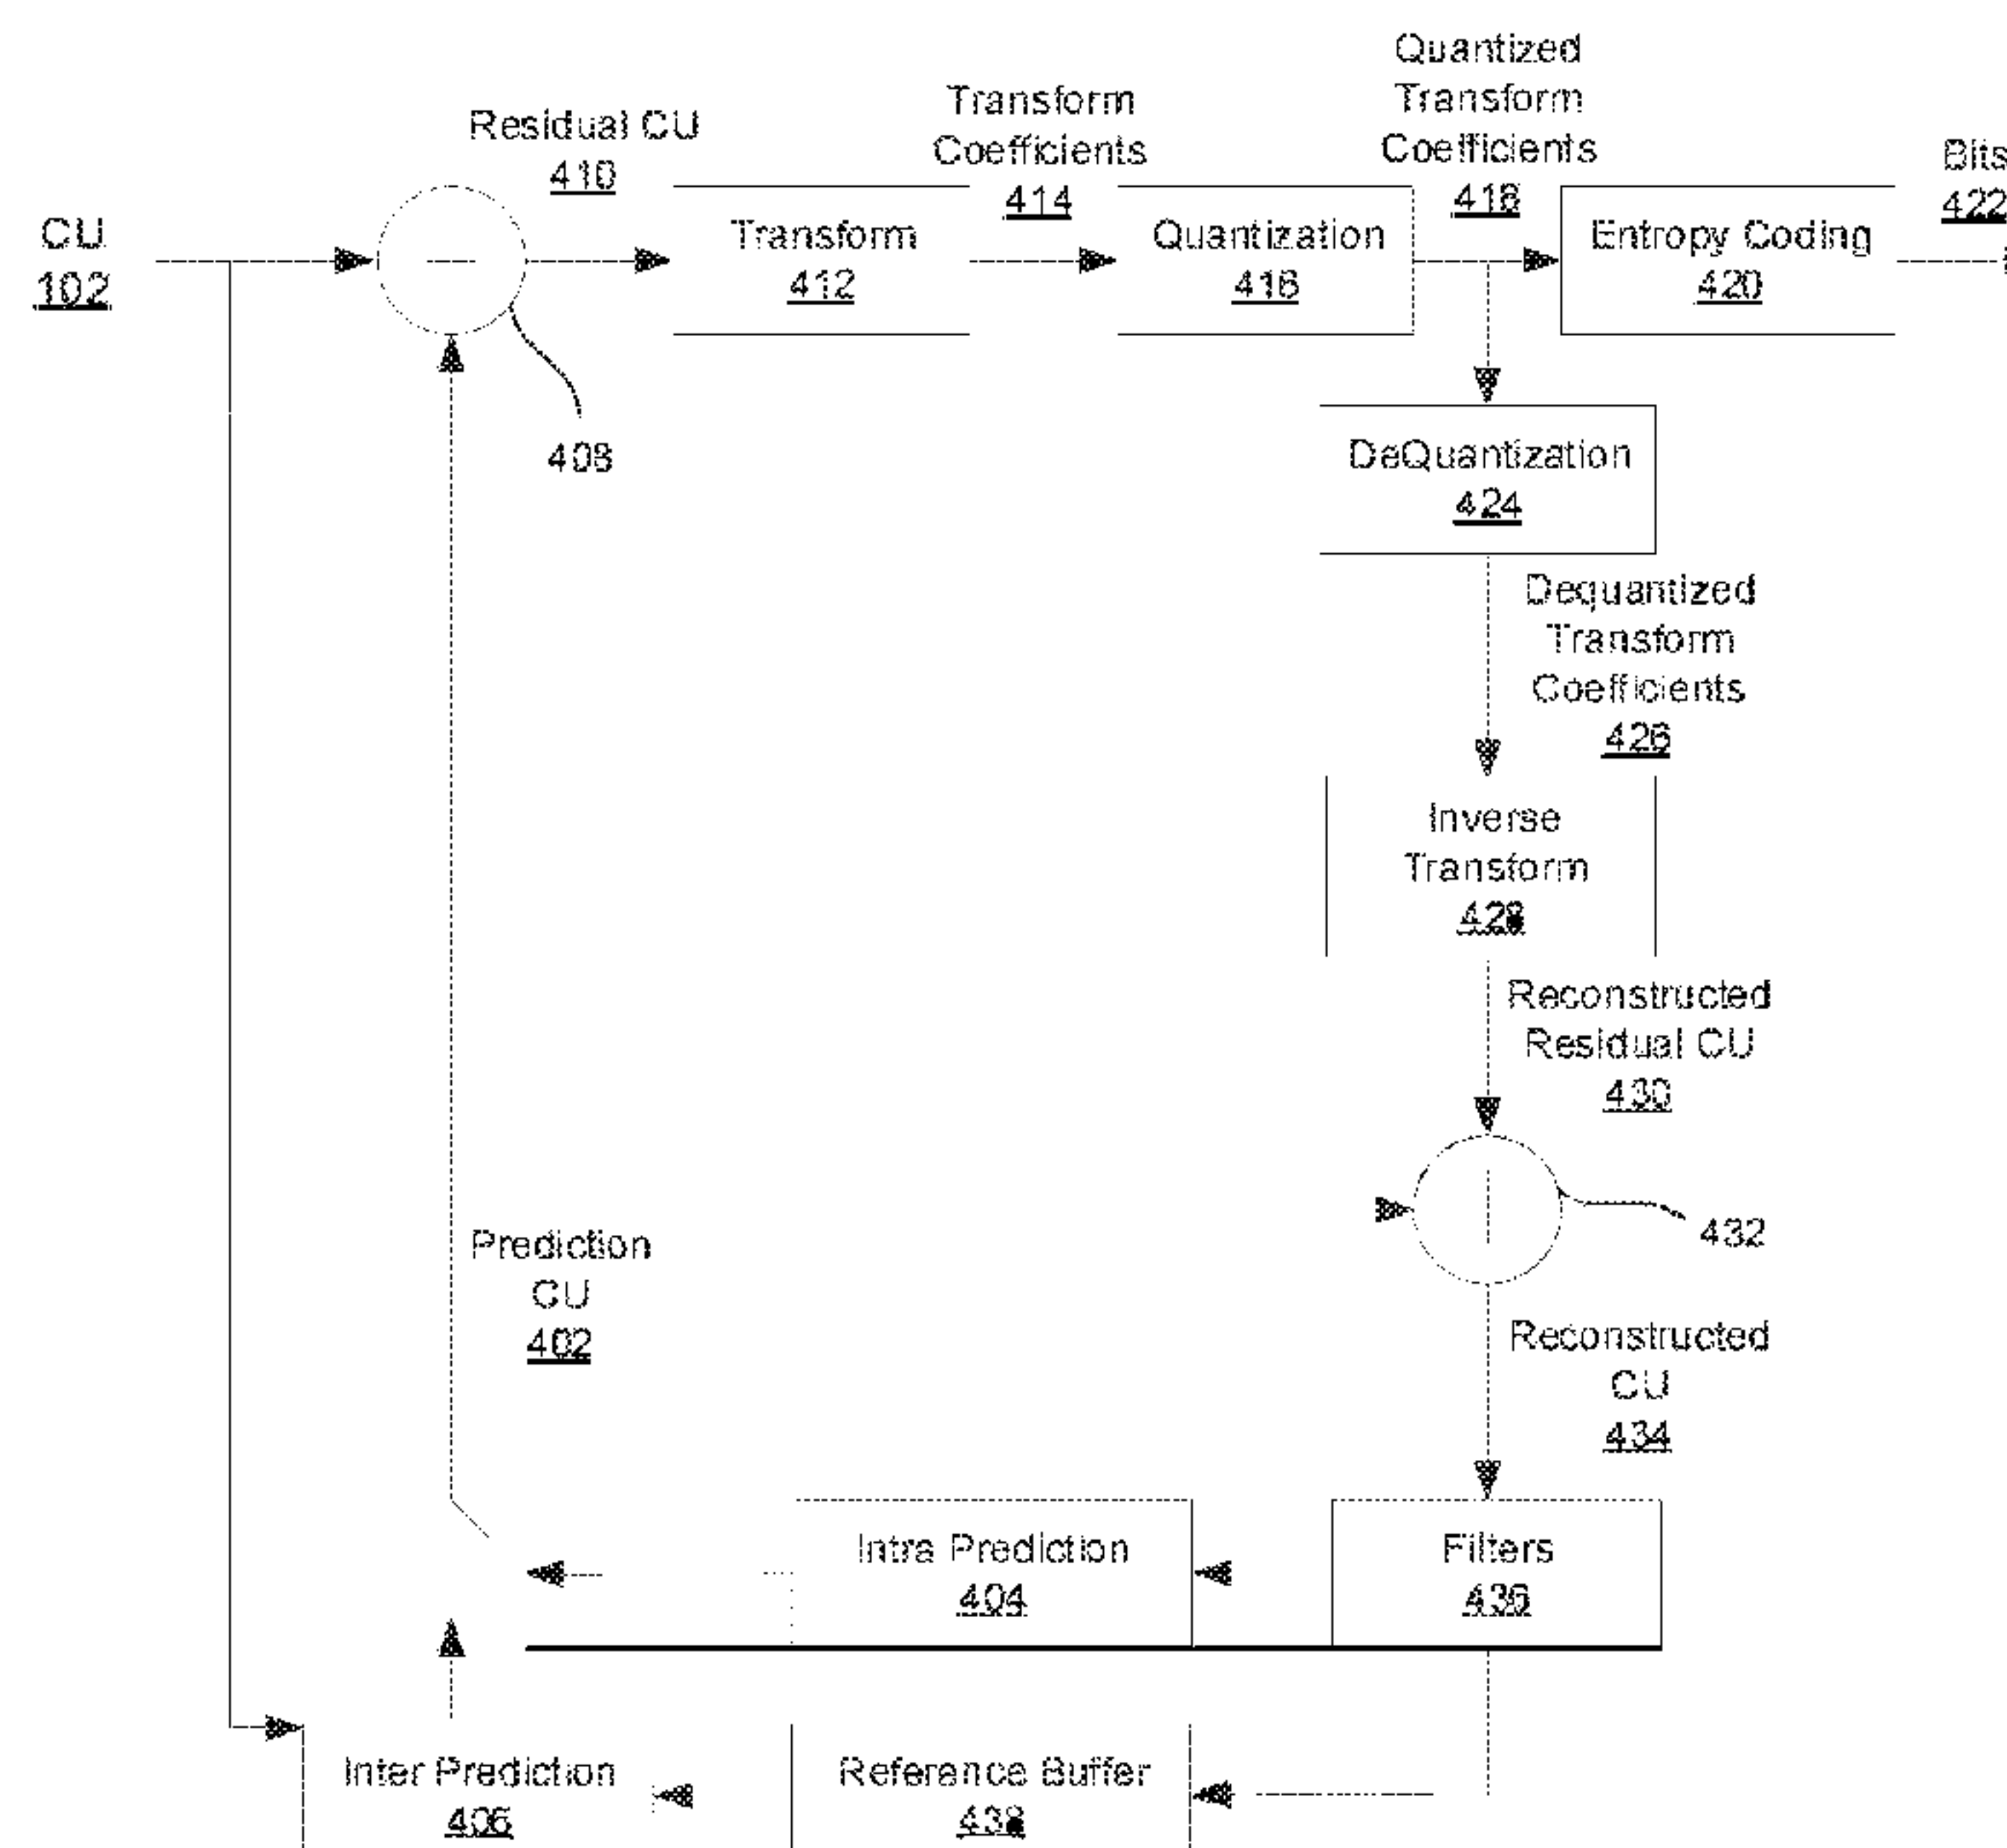 CU
102
Residual CU
410
Transform
412
Transform
Coefficients
414
Quantization
416
Quantized
Transform
Coefficients
418
Entropy Coding
420
Bits
422
408
DeQuantization
424
Dequantized
Transform
Coefficients
426
Inverse
Transform
428
Reconstructed
Residual CU
430
432
Reconstructed
CU
434
Prediction
CU
402
Intra Prediction
404
Filters
436
Inter Prediction
406
Reference Buffer
438